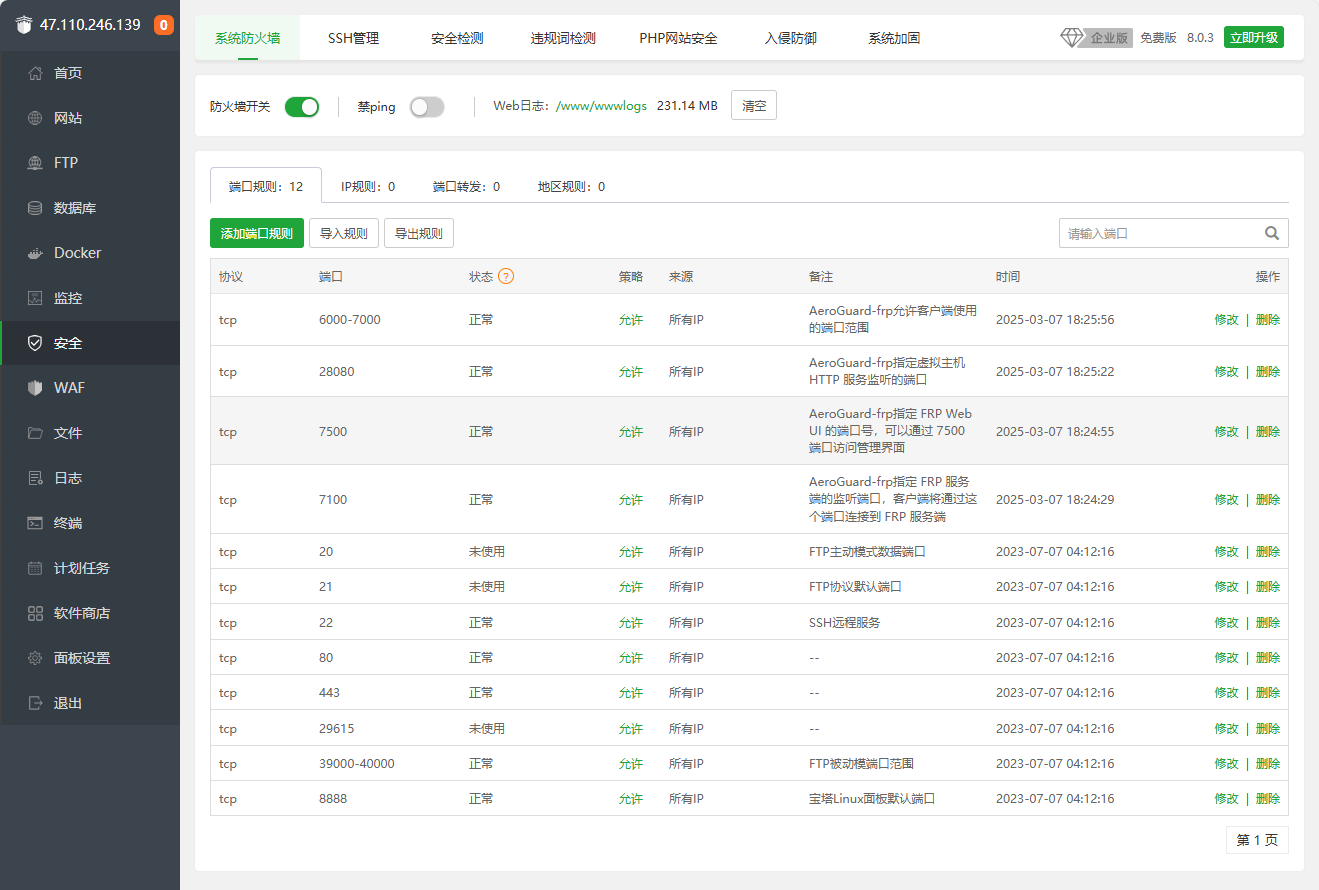 47.110.246.139 0
首页
网站
FTP
数据库
Docker
监控
安全
WAF
文件
日志
终端
计划任务
软件商店
面板设置
退出
系统防火墙 SSH管理 安全检测 违规词检测 PHP网站安全 入侵防御 系统加固 企业版 免费版 8.0.3 立即升级
防火墙开关 禁ping Web日志: /www/wwwlogs 231.14 MB 清空
端口规则: 12 IP规则: 0 端口转发: 0 地区规则: 0
添加端口规则 导入规则 导出规则 请输入端口
协议 端口 状态 ? 策略 来源 备注 时间 操作
tcp 6000-7000 正常 允许 所有IP AeroGuard-frp允许客户端使用
的端口范围 2025-03-07 18:25:56 修改 | 删除
tcp 28080 正常 允许 所有IP AeroGuard-frp指定虚拟主机
HTTP 服务监听的端口 2025-03-07 18:25:22 修改 | 删除
tcp 7500 正常 允许 所有IP AeroGuard-frp指定 FRP Web
UI 的端口号，可以通过 7500
端口访问管理界面 2025-03-07 18:24:55 修改 | 删除
tcp 7100 正常 允许 所有IP AeroGuard-frp指定 FRP 服务
端的监听端口，客户端将通过这
个端口连接到 FRP 服务端 2025-03-07 18:24:29 修改 | 删除
tcp 20 未使用 允许 所有IP FTP主动模式数据端口 2023-07-07 04:12:16 修改 | 删除
tcp 21 未使用 允许 所有IP FTP协议默认端口 2023-07-07 04:12:16 修改 | 删除
tcp 22 正常 允许 所有IP SSH远程服务 2023-07-07 04:12:16 修改 | 删除
tcp 80 正常 允许 所有IP -- 2023-07-07 04:12:16 修改 | 删除
tcp 443 正常 允许 所有IP -- 2023-07-07 04:12:16 修改 | 删除
tcp 29615 未使用 允许 所有IP -- 2023-07-07 04:12:16 修改 | 删除
tcp 39000-40000 正常 允许 所有IP FTP被动模端口范围 2023-07-07 04:12:16 修改 | 删除
tcp 8888 正常 允许 所有IP 宝塔Linux面板默认端口 2023-07-07 04:12:16 修改 | 删除
第 1 页